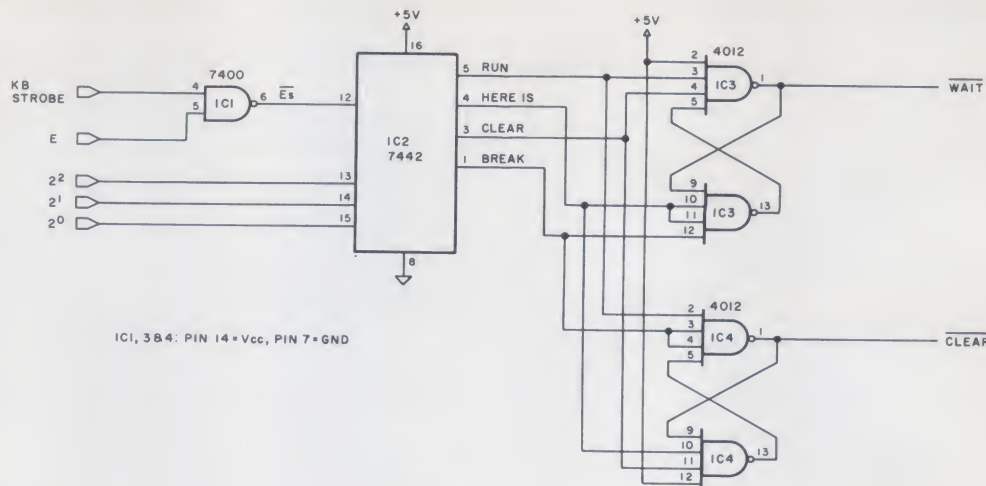 +5V
16
7400
KB
STROBE
4
5
IC1
6
E̅s̅
E
12
IC2
7442
5 RUN
4 HERE IS
3 CLEAR
1 BREAK
2²
13
2¹
14
2⁰
15
8
IC1, 3&4: PIN 14=Vcc, PIN 7=GND
+5V
4012
2
3
4
5
IC3
1
W̅A̅I̅T̅
9
10
11
12
IC3
13
4012
2
3
4
5
IC4
1
C̅L̅E̅A̅R̅
9
10
11
12
IC4
13